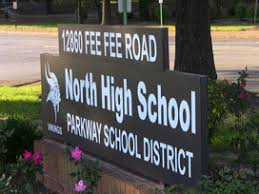 12860 FEE FEE ROAD
North High School
VIKINGS
PARKWAY SCHOOL DISTRICT